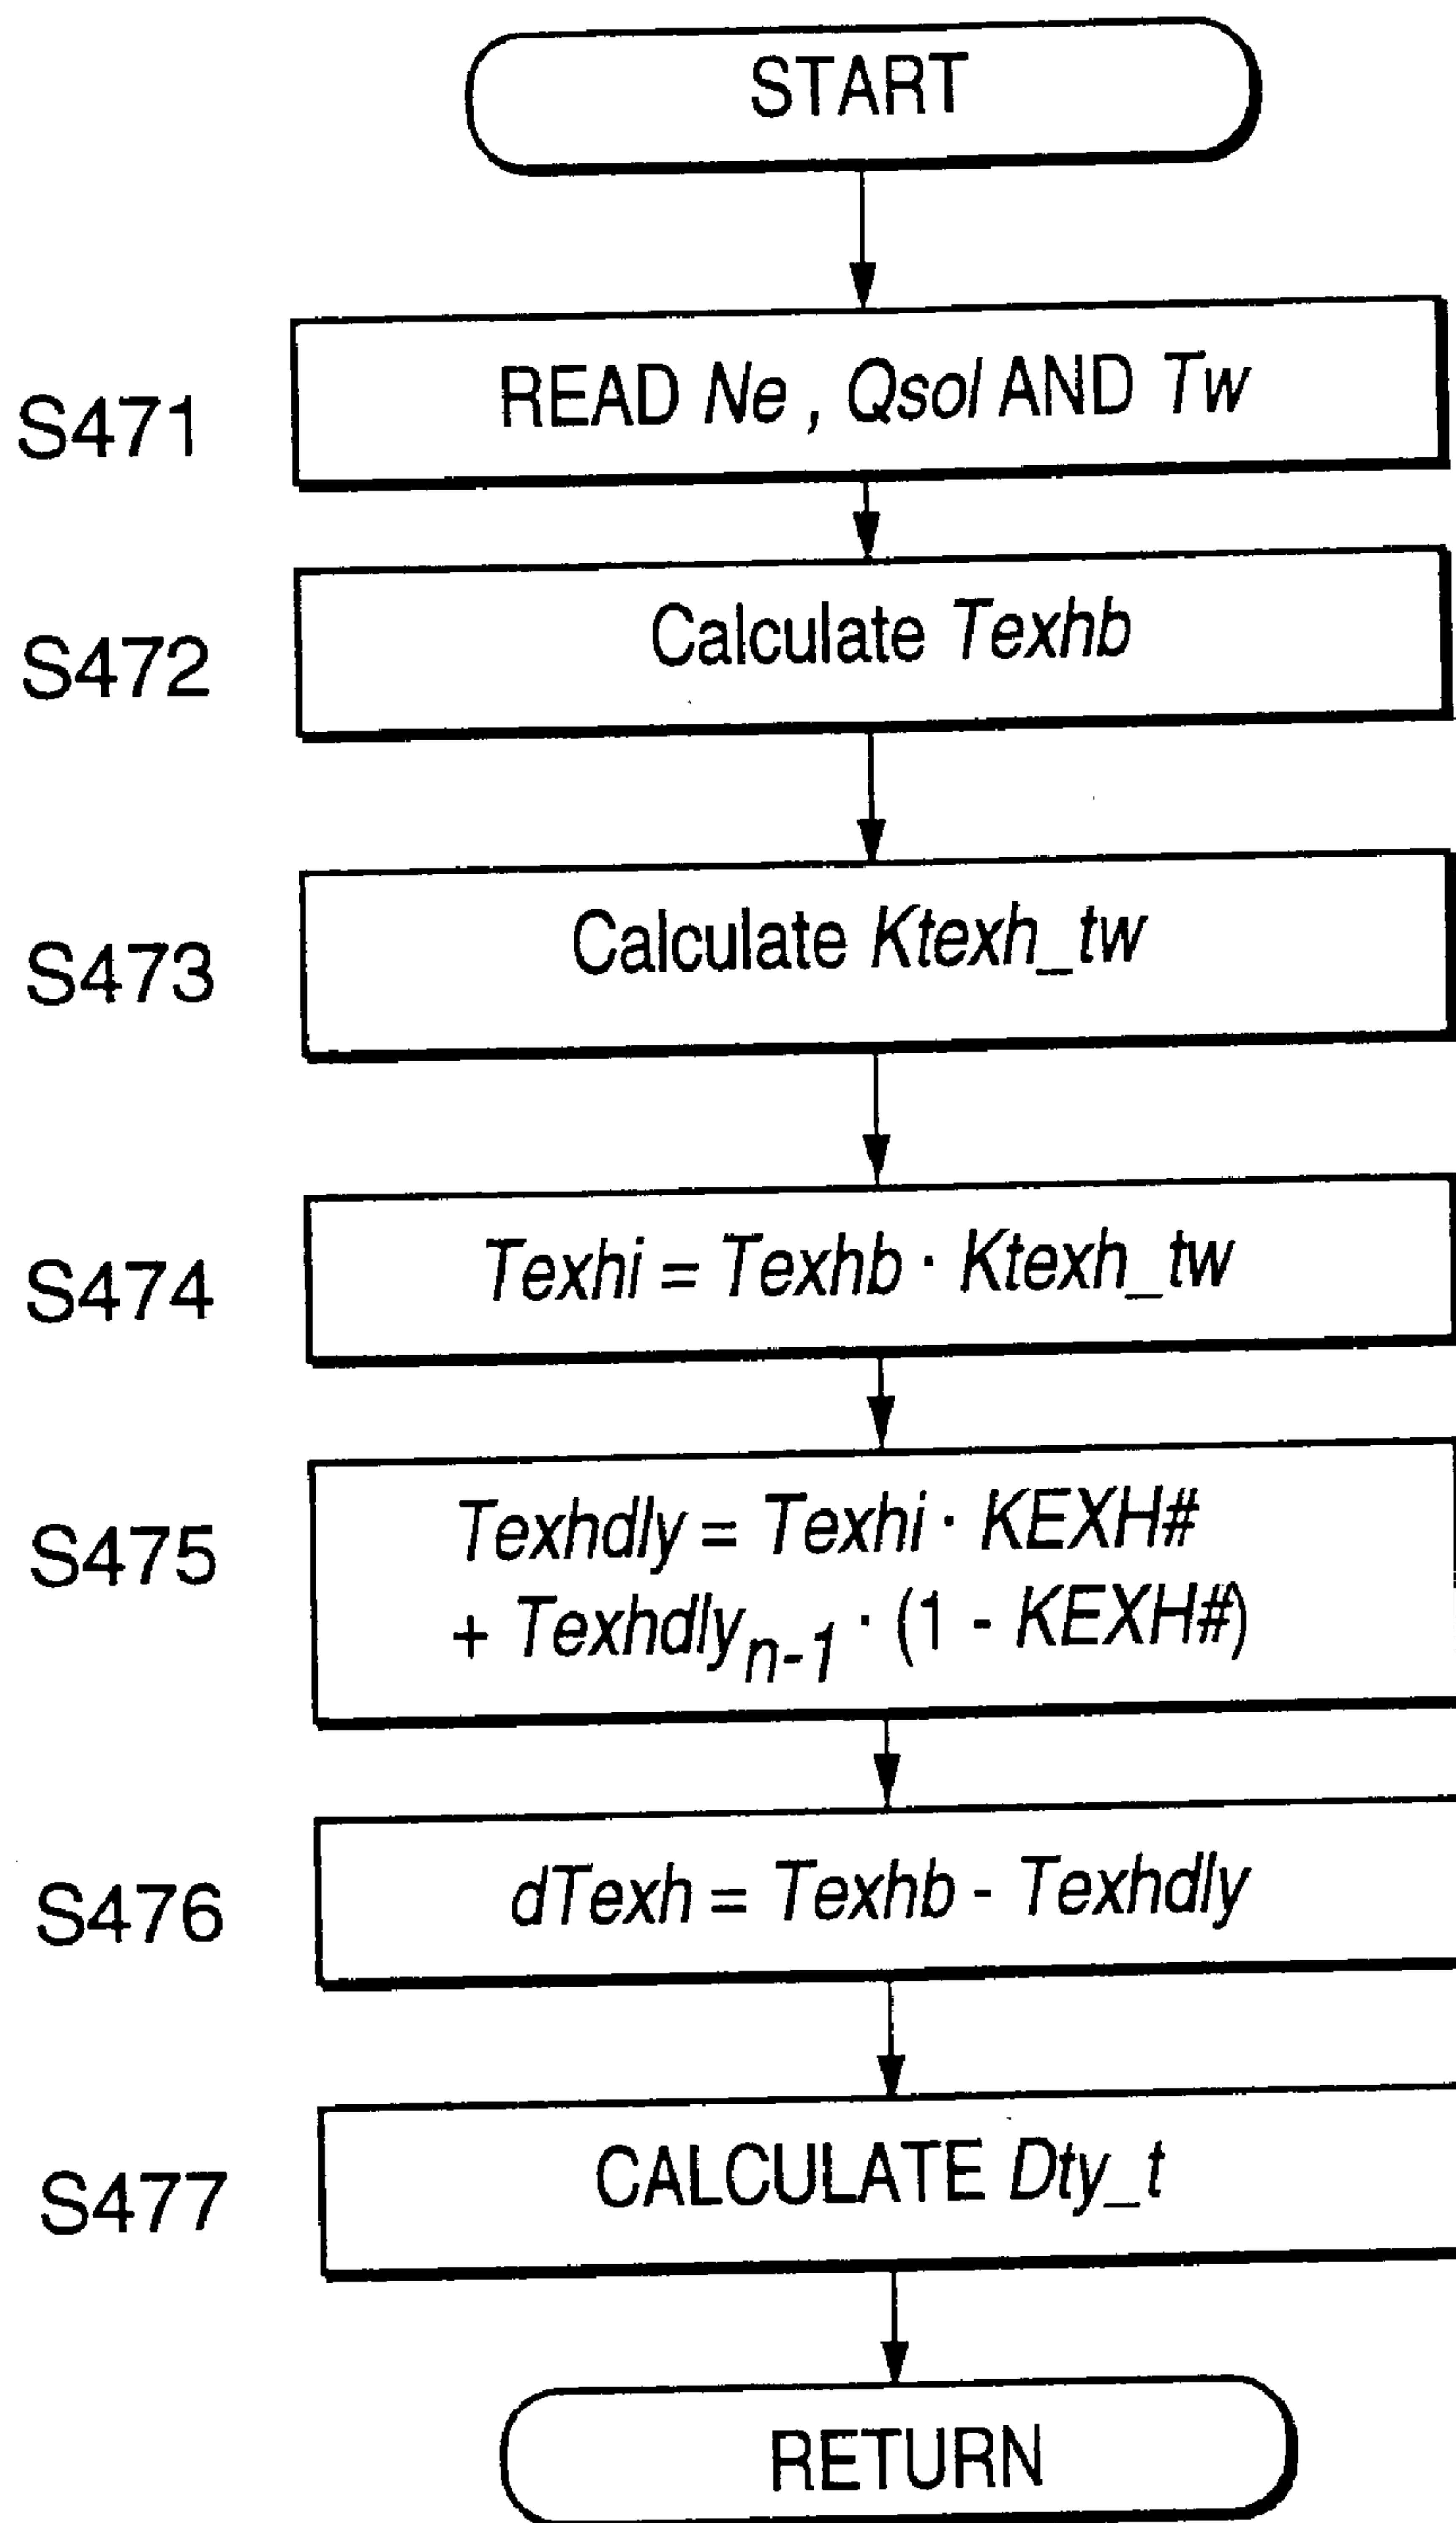 START
S471
READ Ne , Qsol AND Tw
S472
Calculate Texhb
S473
Calculate Ktexh_tw
S474
Texhi = Texhb · Ktexh_tw
S475
Texhdly = Texhi · KEXH#
+ Texhdlyn-1 · (1 - KEXH#)
S476
dTexh = Texhb - Texhdly
S477
CALCULATE Dty_t
RETURN